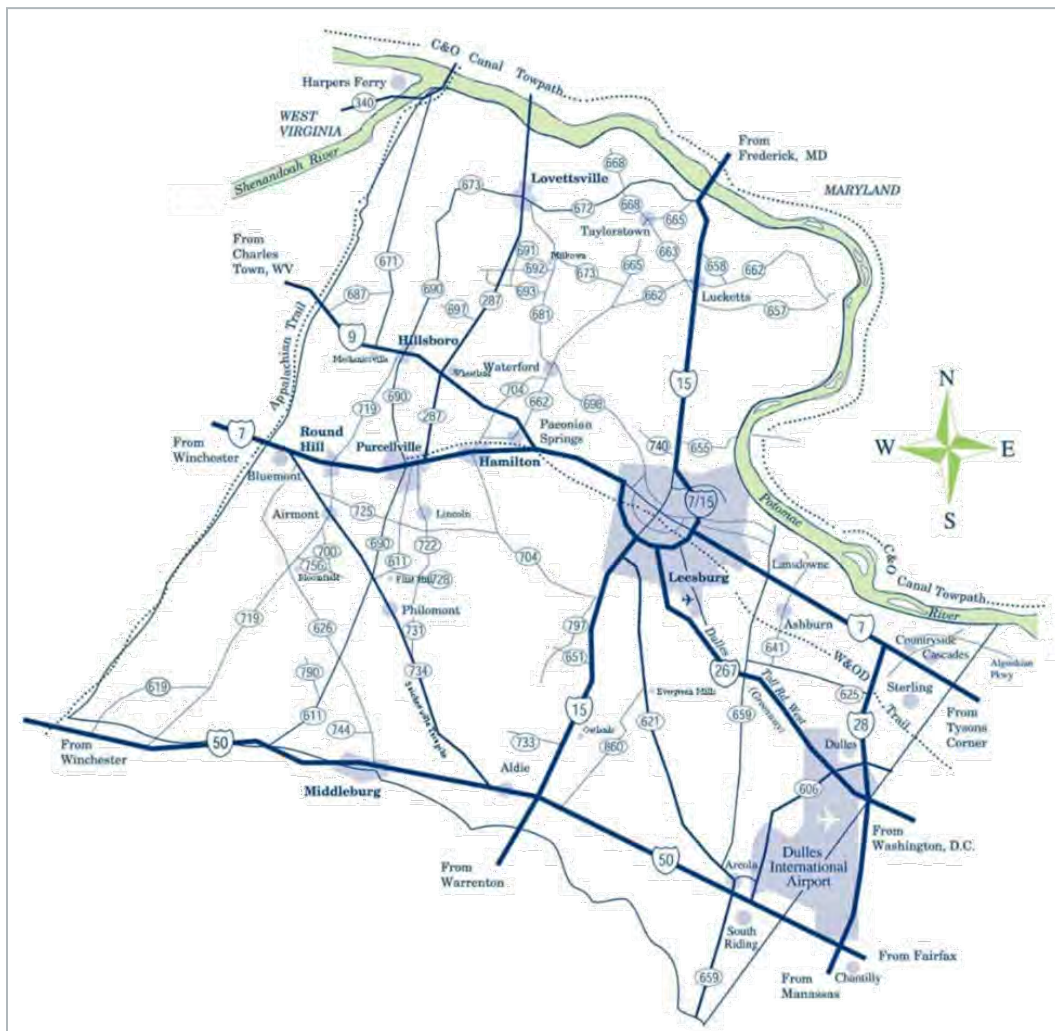 C&O Canal Towpath
Harpers Ferry
340
WEST
VIRGINIA
Shenandoah River
From
Frederick, MD
MARYLAND
668
Lovettsville
673
672
668
665
Taylorstown
From
Charles
Town, WV
671
691
692
693
673
663
665
658
662
662
Lucketts
657
687
690
697
287
681
Appalachian Trail
9
Hillsboro
Waterford
15
704
690
719
287
662
698
Paeonian
Springs
7
From
Winchester
Round
Hill
Purcellville
Hamilton
740
655
Bluemont
7/15
N
W
E
S
Potomac
Airmont
725
Lincoln
700
756
690
611
722
728
704
Lansdowne
C&O
Canal Towpath
River
Leesburg
Philomont
Ashburn
7
719
626
731
797
651
Dulles
641
W&OD
Trail
Countryside
Cascades
Algonkian
Pkwy
267
790
734
Evergreen Mills
Toll Rd. West
(Greenway)
625
Sterling
619
611
15
621
659
28
From
Tysons
Corner
From
Winchester
50
744
733
860
Dulles
Middleburg
Aldie
606
From
Washington, D.C.
From
Warrenton
50
Arcola
Dulles
International
Airport
South
Riding
From Fairfax
659
From
Manassas
Chantilly